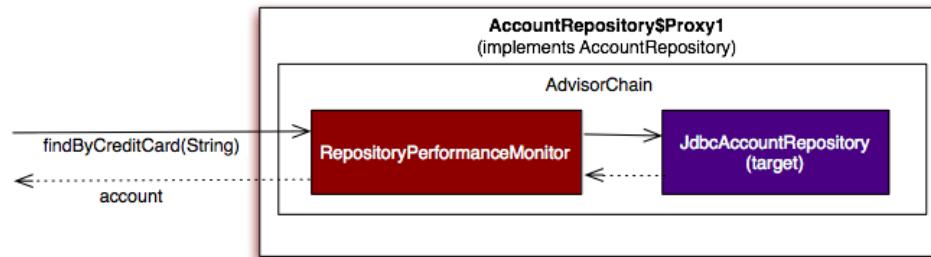 AccountRepository$Proxy1
(implements AccountRepository)
AdvisorChain
findByCreditCard(String)
RepositoryPerformanceMonitor
JdbcAccountRepository
(target)
account